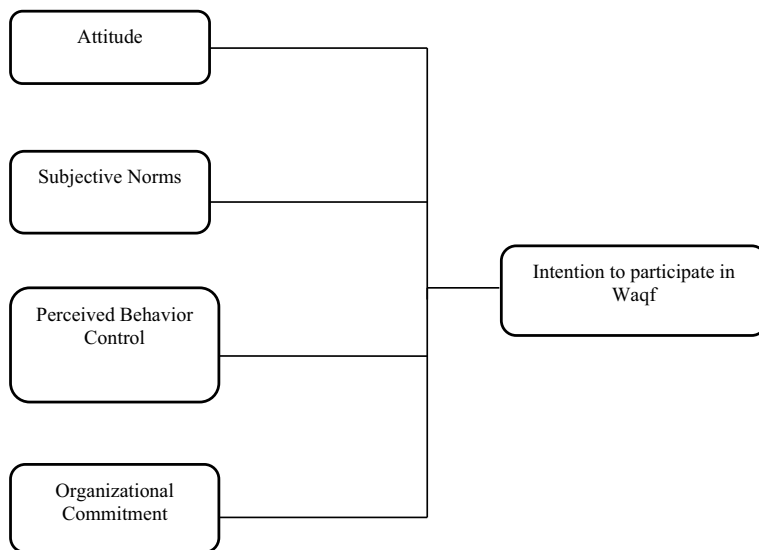 Attitude
Subjective Norms
Perceived Behavior
Control
Organizational
Commitment
Intention to participate in
Waqf